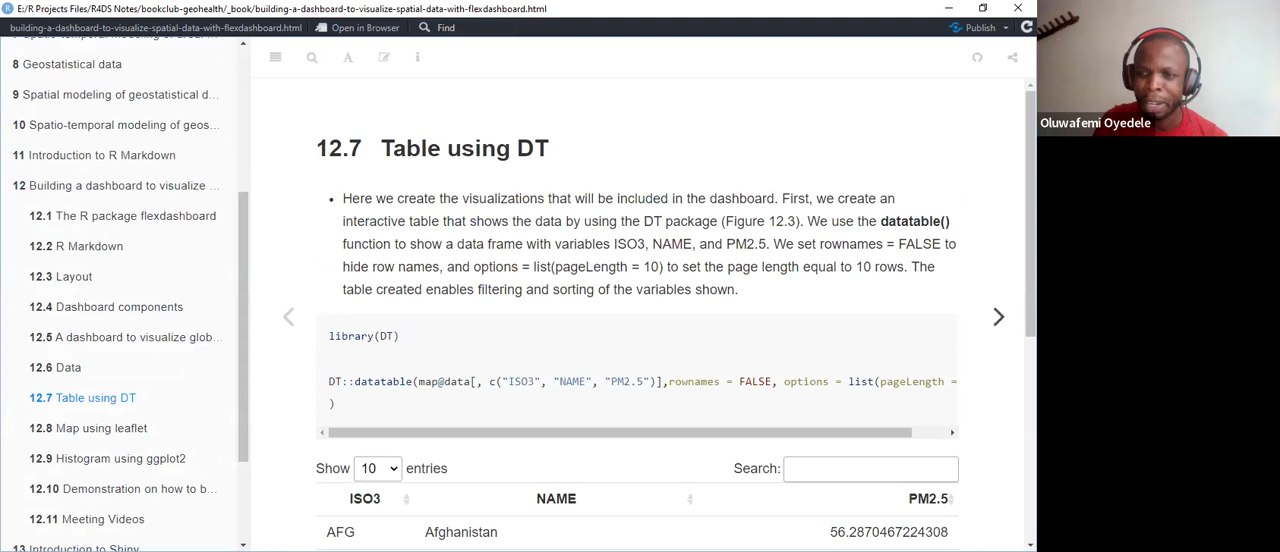 E:/R Projects Files/R4DS Notes/bookclub-geohealth/_book/building-a-dashboard-to-visualize-spatial-data-with-flexdashboard.html
building-a-dashboard-to-visualize-spatial-data-with-flexdashboard.html
Open in Browser
Find
Publish
8 Geostatistical data
9 Spatial modeling of geostatistical d...
10 Spatio-temporal modeling of geos...
11 Introduction to R Markdown
12 Building a dashboard to visualize ...
12.1 The R package flexdashboard
12.2 R Markdown
12.3 Layout
12.4 Dashboard components
12.5 A dashboard to visualize glob...
12.6 Data
12.7 Table using DT
12.8 Map using leaflet
12.9 Histogram using ggplot2
12.10 Demonstration on how to b...
12.11 Meeting Videos
13 Introduction to Shiny
12.7 Table using DT
• Here we create the visualizations that will be included in the dashboard. First, we create an
interactive table that shows the data by using the DT package (Figure 12.3). We use the datatable()
function to show a data frame with variables ISO3, NAME, and PM2.5. We set rownames = FALSE to
hide row names, and options = list(pageLength = 10) to set the page length equal to 10 rows. The
table created enables filtering and sorting of the variables shown.
library(DT)
DT::datatable(map@data[, c("ISO3", "NAME", "PM2.5")],rownames = FALSE, options = list(pageLength =
)
Show 10 entries
Search:
ISO3 NAME PM2.5
AFG Afghanistan 56.2870467224308
Oluwafemi Oyedele